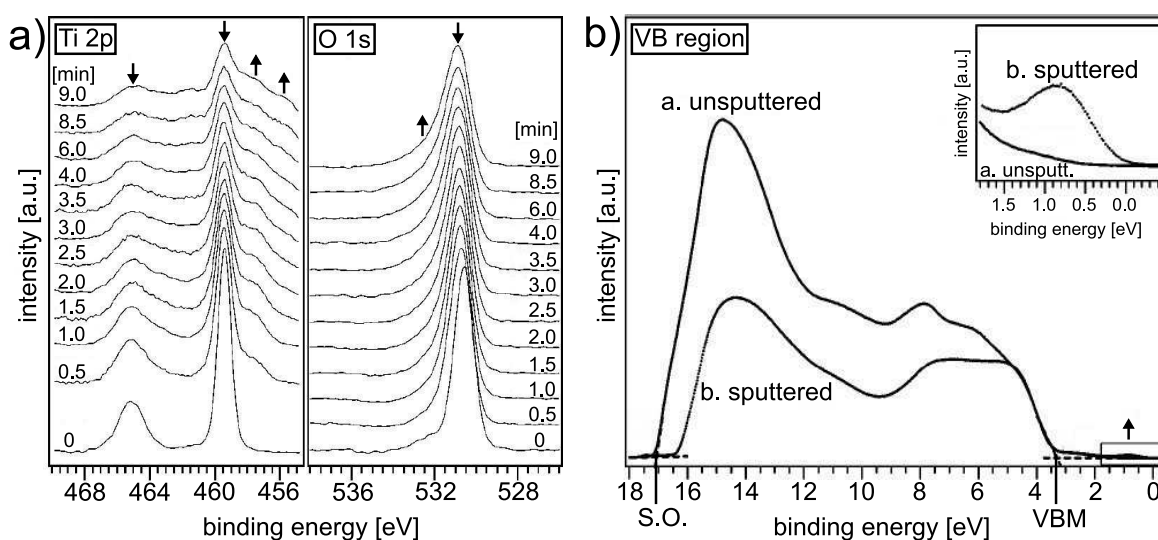 a)
Ti 2p
O 1s
[min]
9.0
8.5
6.0
4.0
3.5
3.0
2.5
2.0
1.5
1.0
0.5
0
[min]
9.0
8.5
6.0
4.0
3.5
3.0
2.5
2.0
1.5
1.0
0.5
0
intensity [a.u.]
468 464 460 456
536 532 528
binding energy [eV]
b)
VB region
a. unsputtered
b. sputtered
intensity [a.u.]
18 16 14 12 10 8 6 4 2 0
S.O.
binding energy [eV]
VBM
b. sputtered
a. unsputt.
intensity [a.u.]
1.5 1.0 0.5 0.0
binding energy [eV]